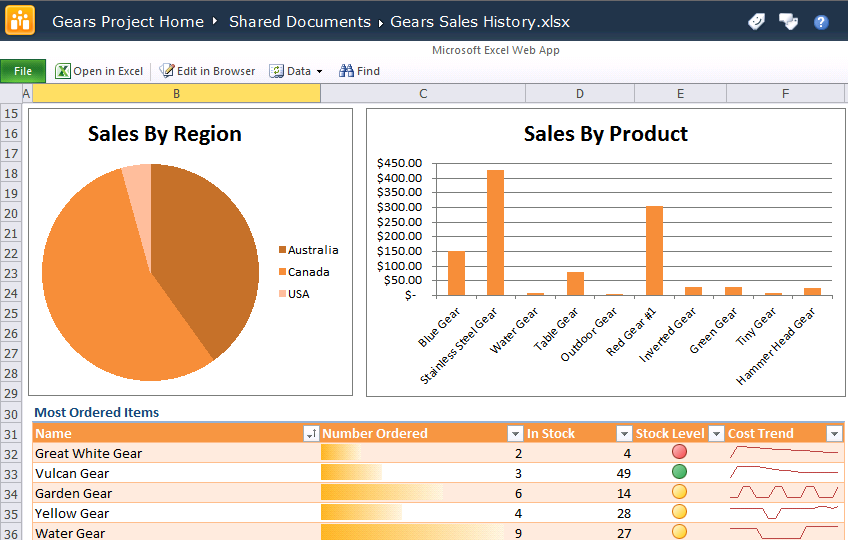 Gears Project Home Shared Documents Gears Sales History.xlsx
Microsoft Excel Web App
File Open in Excel Edit in Browser Data Find
A B C D E F
15
16
17
18
19
20
21
22
23
24
25
26
27
28
29
Sales By Region
Australia
Canada
USA
Sales By Product
$450.00
$400.00
$350.00
$300.00
$250.00
$200.00
$150.00
$100.00
$50.00
$-
Blue Gear
Stainless Steel Gear
Water Gear
Table Gear
Outdoor Gear
Red Gear #1
Inverted Gear
Green Gear
Tiny Gear
Hammer Head Gear
30 Most Ordered Items
31 Name Number Ordered In Stock Stock Level Cost Trend
32 Great White Gear 2 4
33 Vulcan Gear 3 49
34 Garden Gear 6 14
35 Yellow Gear 4 28
36 Water Gear 9 27